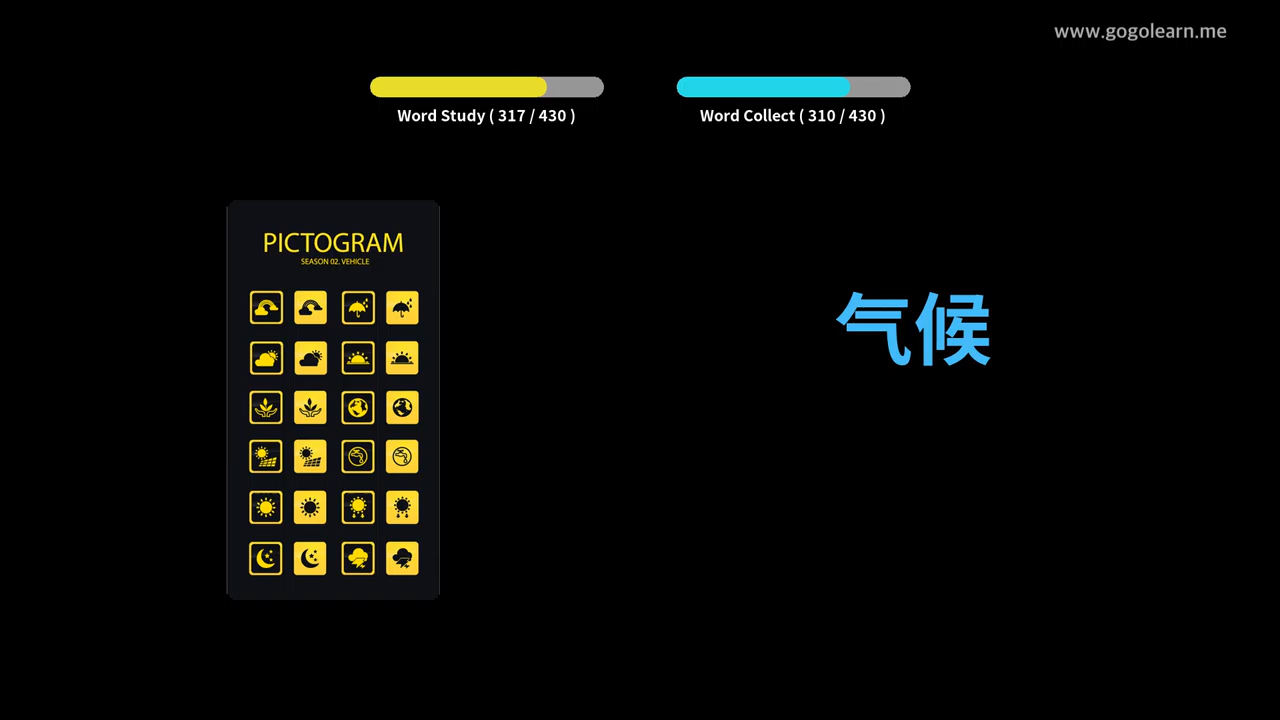 www.gogolearn.me
Word Study ( 317 / 430 )
Word Collect ( 310 / 430 )
PICTOGRAM
SEASON 02. VEHICLE
气候